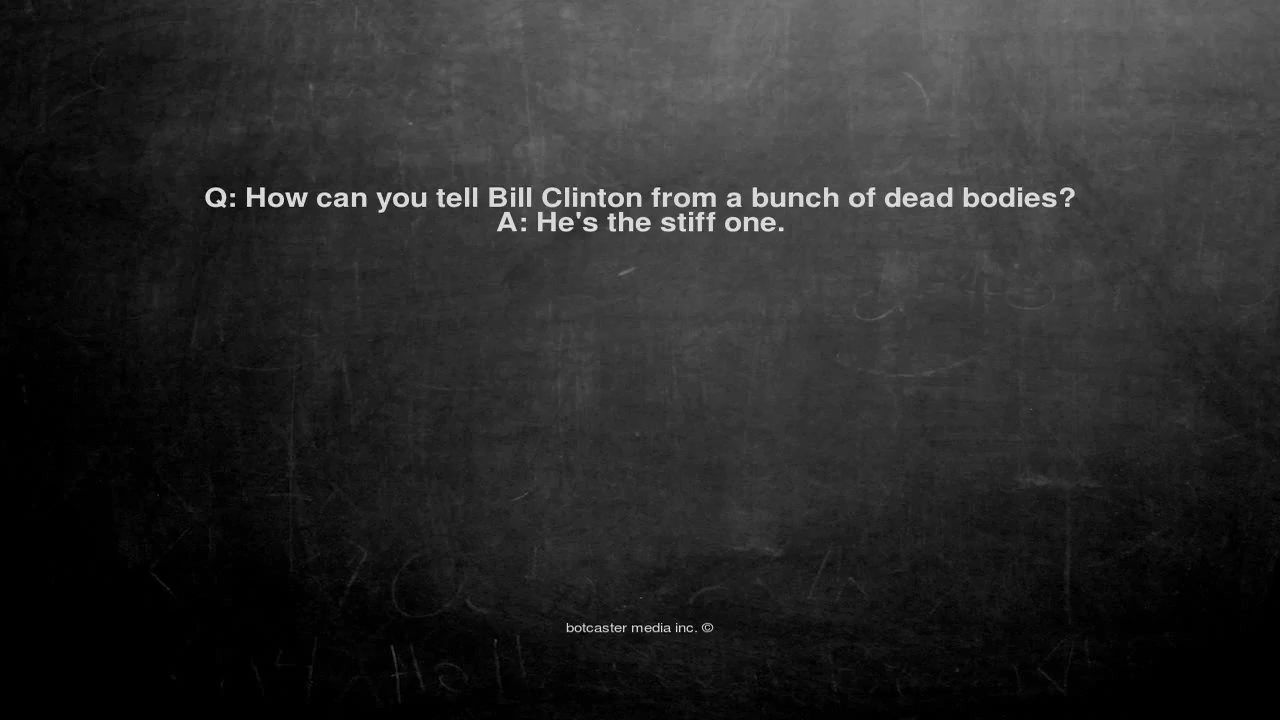 Q: How can you tell Bill Clinton from a bunch of dead bodies?
A: He's the stiff one.
botcaster media inc. ©